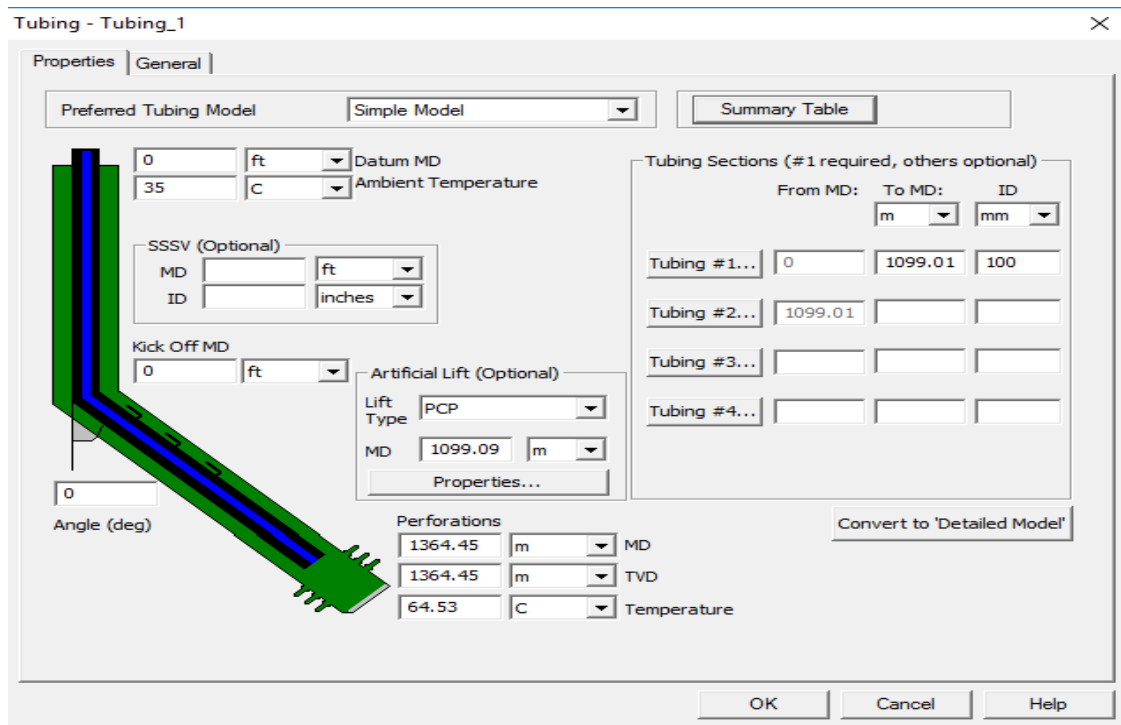 Tubing - Tubing_1
Properties General
Preferred Tubing Model Simple Model Summary Table
0 ft Datum MD
35 C Ambient Temperature
SSSV (Optional)
MD ft
ID inches
Kick Off MD
0 ft
Artificial Lift (Optional)
Lift Type PCP
MD 1099.09 m
Properties...
0
Angle (deg)
Perforations
1364.45 m MD
1364.45 m TVD
64.53 C Temperature
Tubing Sections (#1 required, others optional)
From MD: To MD: ID
m mm
Tubing #1... 0 1099.01 100
Tubing #2... 1099.01
Tubing #3...
Tubing #4...
Convert to 'Detailed Model'
OK Cancel Help